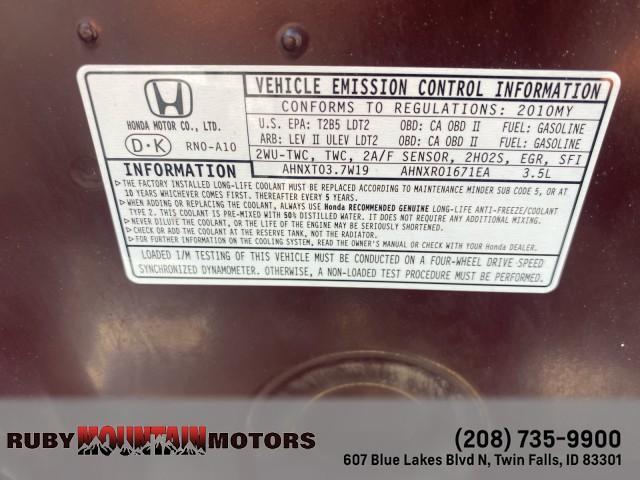 HONDA MOTOR CO., LTD.
D·K RN0-A10
VEHICLE EMISSION CONTROL INFORMATION
CONFORMS TO REGULATIONS: 2010MY
U.S. EPA: T2B5 LDT2 OBD: CA OBD II FUEL: GASOLINE
ARB: LEV II ULEV LDT2 OBD: CA OBD II FUEL: GASOLINE
2WU-TWC, TWC, 2A/F SENSOR, 2HO2S, EGR, SFI
AHNXT03.7W19 AHNXR01671EA 3.5L
INFORMATION
THE FACTORY INSTALLED LONG-LIFE COOLANT MUST BE REPLACED ACCORDING TO MAINTENANCE MINDER SUB CODE 5, OR AT
10 YEARS WHICHEVER COMES FIRST. THEREAFTER EVERY 5 YEARS.
WHEN ADDING OR REPLACING THE COOLANT, ALWAYS USE Honda RECOMMENDED GENUINE LONG-LIFE ANTI-FREEZE/COOLANT
TYPE 2. THIS COOLANT IS PRE-MIXED WITH 50% DISTILLED WATER. IT DOES NOT REQUIRE ANY ADDITIONAL MIXING.
NEVER DILUTE THE COOLANT, OR THE LIFE OF THE ENGINE MAY BE SERIOUSLY SHORTENED.
CHECK OR ADD COOLANT AT THE RESERVE TANK, NOT THE RADIATOR.
FOR FURTHER INFORMATION ON THE COOLING SYSTEM, READ THE OWNER'S MANUAL OR CHECK WITH YOUR Honda DEALER.
LOADED I/M TESTING OF THIS VEHICLE MUST BE CONDUCTED ON A FOUR-WHEEL DRIVE SPEED
SYNCHRONIZED DYNAMOMETER. OTHERWISE, A NON-LOADED TEST PROCEDURE MUST BE PERFORMED.
RUBY MOUNTAIN MOTORS
(208) 735-9900
607 Blue Lakes Blvd N, Twin Falls, ID 83301